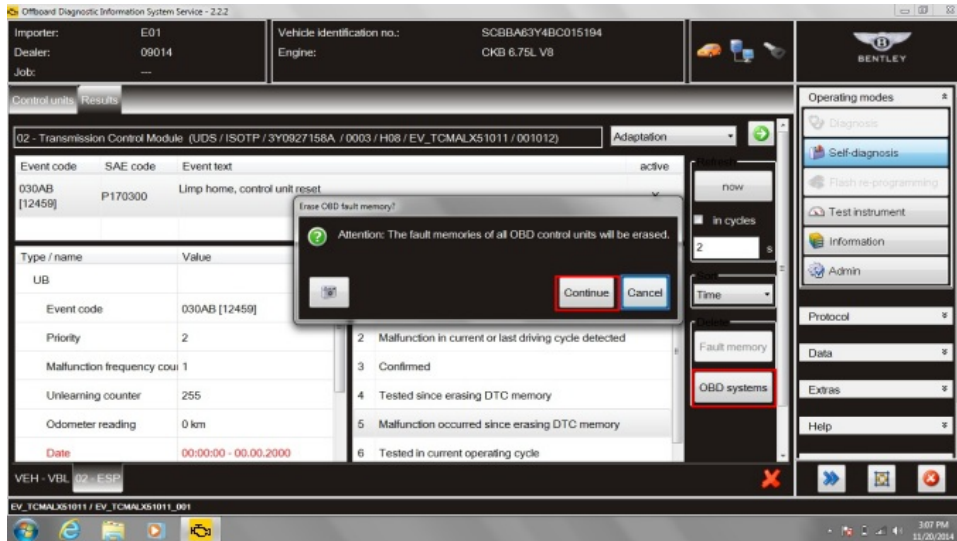 Offboard Diagnostic Information System Service - 2.2.2
Importer: E01
Dealer: 09014
Job: ---
Vehicle identification no.: SCBBA63Y4BC015194
Engine: CKB 6.75L V8
BENTLEY
Control units Results
02 - Transmission Control Module (UDS / ISOTP / 3Y0927158A / 0003 / H08 / EV_TCMALX51011 / 001012)
Adaptation
Event code SAE code Event text active
030AB [12459] P170300 Limp home, control unit reset
Erase OBD fault memory?
Attention: The fault memories of all OBD control units will be erased.
Continue Cancel
Type / name Value
UB
Event code 030AB [12459]
Priority 2
Malfunction frequency cou 1
Unlearning counter 255
Odometer reading 0 km
Date 00:00:00 - 00.00.2000
2 Malfunction in current or last driving cycle detected
3 Confirmed
4 Tested since erasing DTC memory
5 Malfunction occurred since erasing DTC memory
6 Tested in current operating cycle
now
in cycles
2 s
Time
Fault memory
OBD systems
Operating modes
Diagnosis
Self-diagnosis
Flash re-programming
Test instrument
Information
Admin
Protocol
Data
Extras
Help
VEH - VBL 02 - ESP
EV_TCMALX51011 / EV_TCMALX51011_001
3:07 PM
11/20/2014